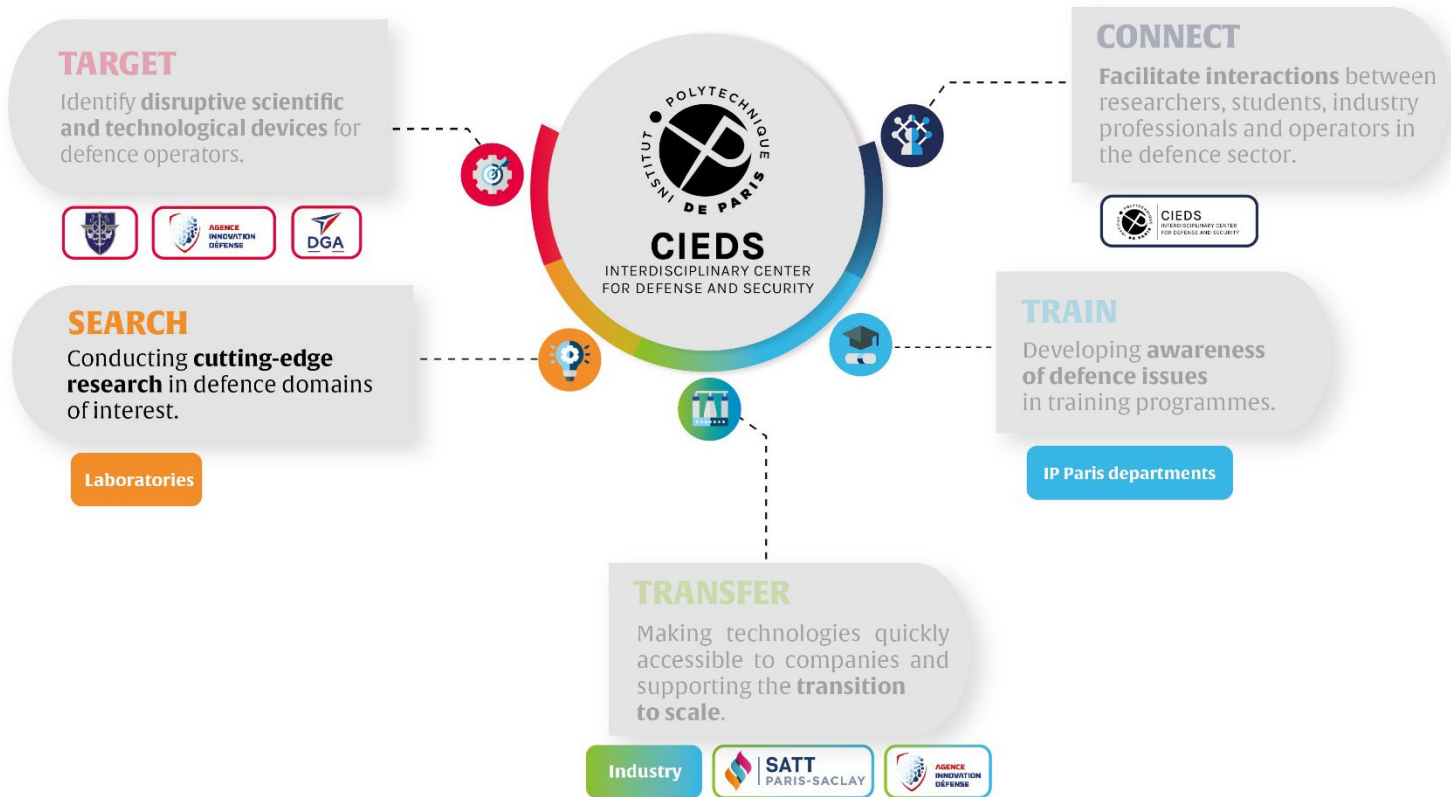 TARGET
Identify disruptive scientific
and technological devices for
defence operators.
AGENCE
INNOVATION
DÉFENSE
DGA
SEARCH
Conducting cutting-edge
research in defence domains
of interest.
Laboratories
INSTITUT POLYTECHNIQUE
DE PARIS
CIEDS
INTERDISCIPLINARY CENTER
FOR DEFENSE AND SECURITY
CONNECT
Facilitate interactions between
researchers, students, industry
professionals and operators in
the defence sector.
INSTITUT POLYTECHNIQUE
DE PARIS
CIEDS
INTERDISCIPLINARY CENTER
FOR DEFENSE AND SECURITY
TRAIN
Developing awareness
of defence issues
in training programmes.
IP Paris departments
TRANSFER
Making technologies quickly
accessible to companies and
supporting the transition
to scale.
Industry
SATT
PARIS-SACLAY
AGENCE
INNOVATION
DÉFENSE